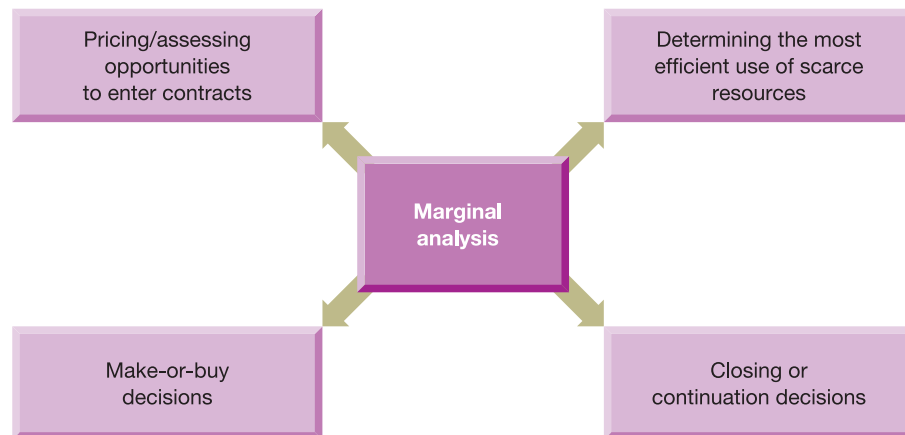 Pricing/assessing
opportunities
to enter contracts
Determining the most
efficient use of scarce
resources
Marginal
analysis
Make-or-buy
decisions
Closing or
continuation decisions